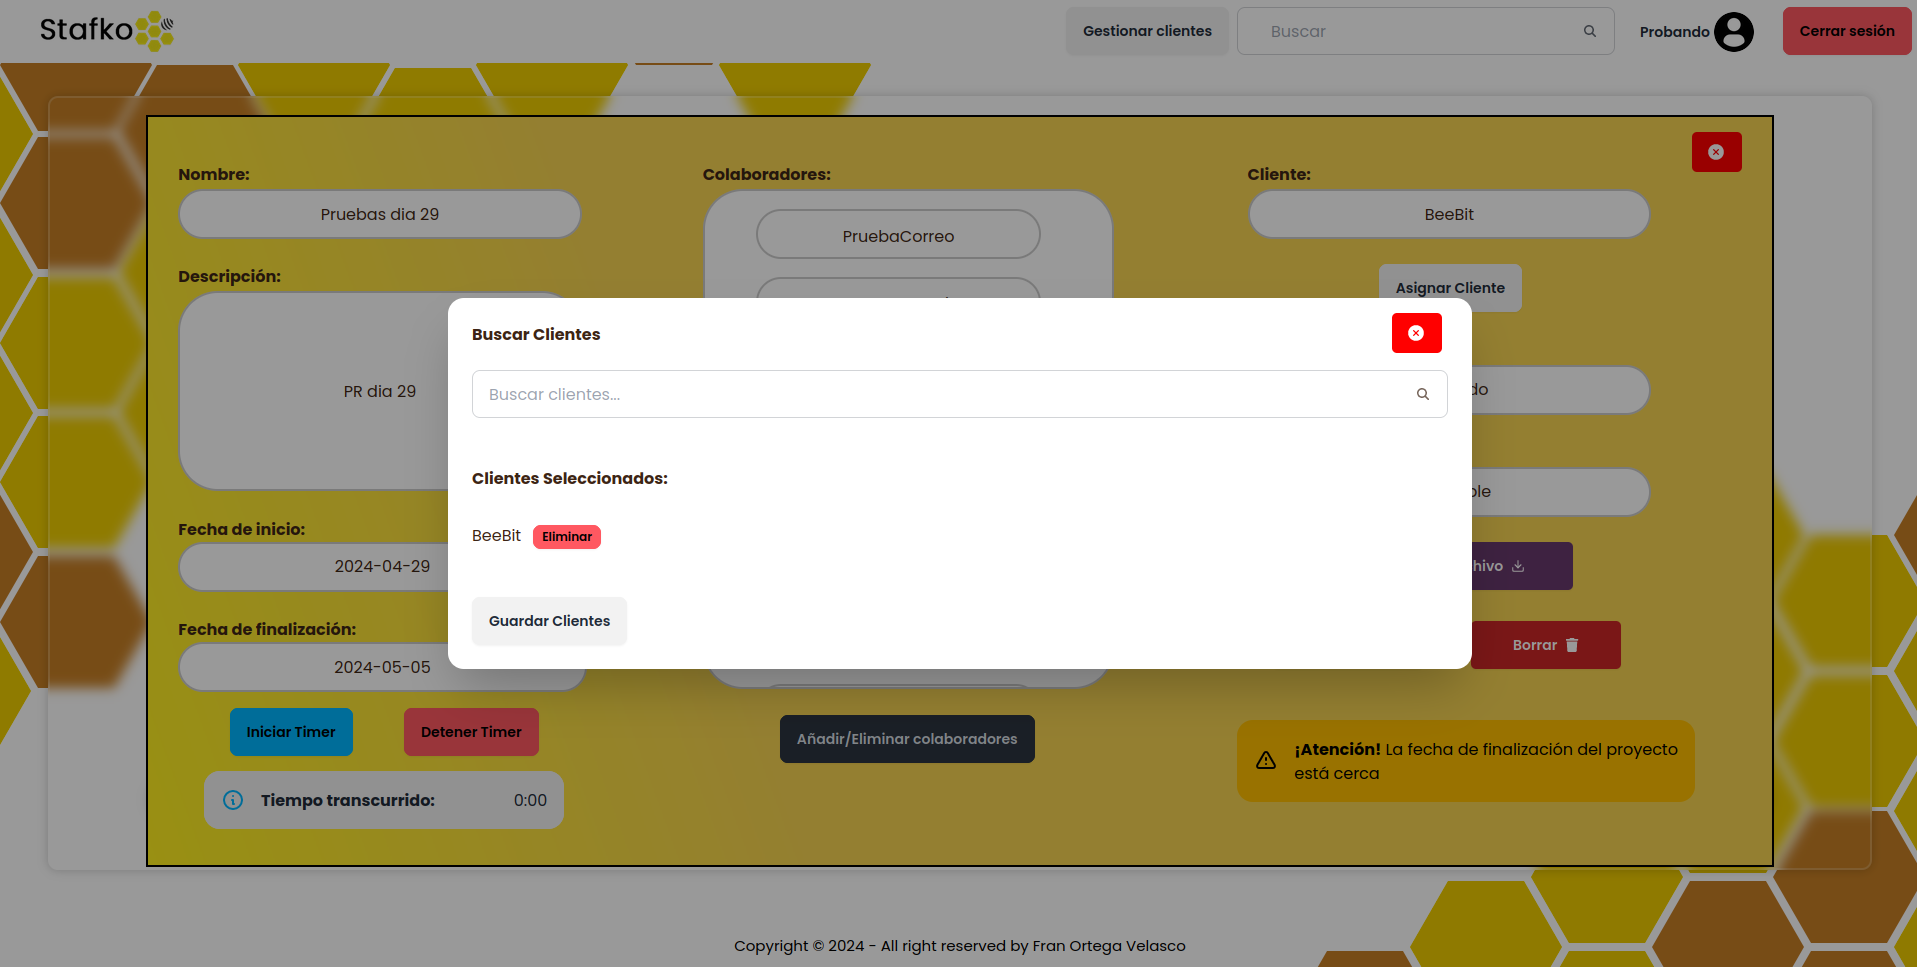 Stafko
Gestionar clientes
Buscar
Probando
Cerrar sesión
Nombre:
Pruebas dia 29
Descripción:
PR dia 29
Fecha de inicio:
2024-04-29
Fecha de finalización:
2024-05-05
Iniciar Timer
Detener Timer
Tiempo transcurrido:
0:00
Colaboradores:
PruebaCorreo
Añadir/Eliminar colaboradores
Cliente:
BeeBit
Asignar Cliente
Borrar
¡Atención! La fecha de finalización del proyecto
está cerca
Buscar Clientes
Buscar clientes...
Clientes Seleccionados:
BeeBit
Eliminar
Guardar Clientes
Copyright © 2024 - All right reserved by Fran Ortega Velasco